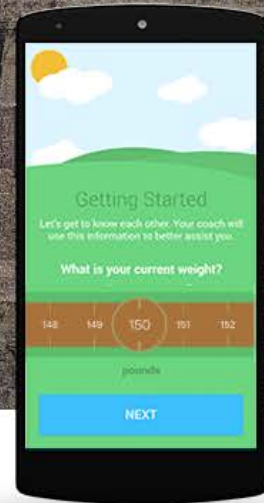 Getting Started
Let's get to know each other. Your coach will
use this information to better assist you.
What is your current weight?
148 149 150 151 152
pounds
NEXT